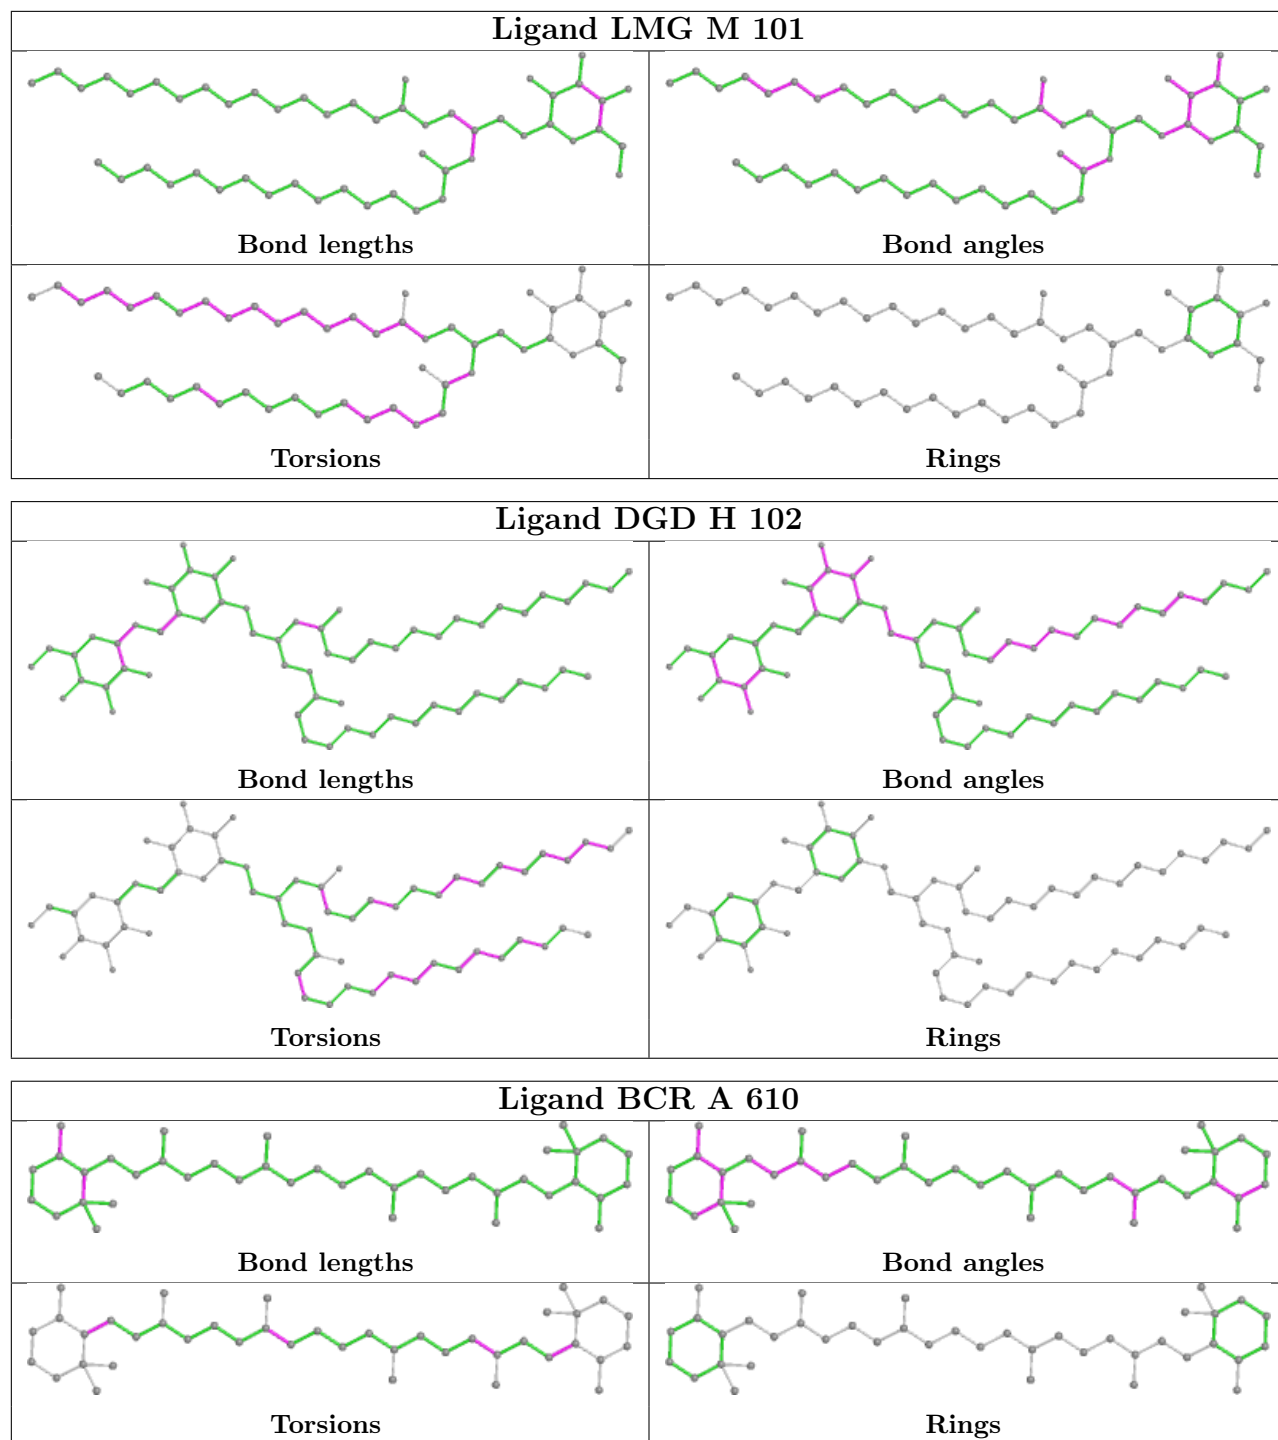 Ligand LMG M 101
Bond lengths
Bond angles
Torsions
Rings
Ligand DGD H 102
Bond lengths
Bond angles
Torsions
Rings
Ligand BCR A 610
Bond lengths
Bond angles
Torsions
Rings